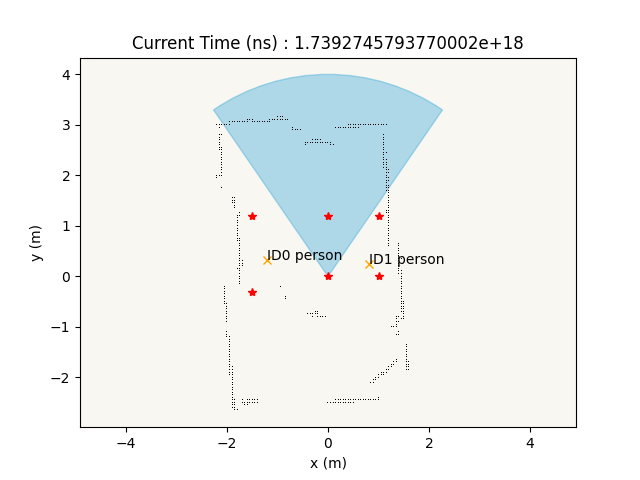 Current Time (ns) : 1.7392745793770002e+18
4
3
2
1
0
−1
−2
y (m)
ID0 person
ID1 person
−4
−2
0
2
4
x (m)